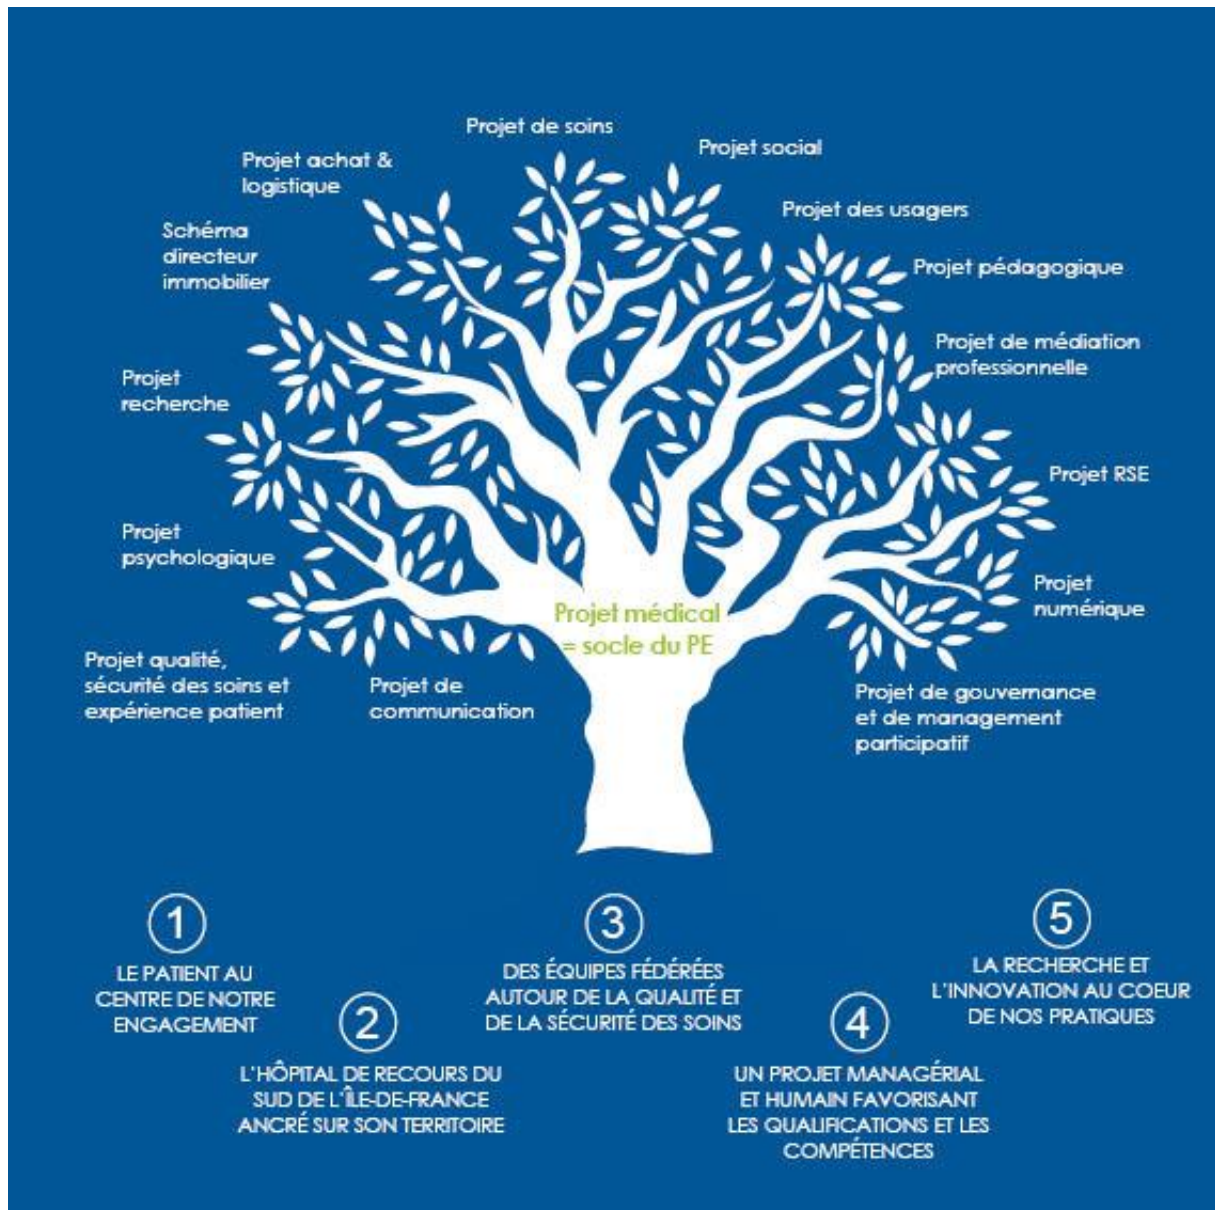 Projet de soins
Projet social
Projet achat &
logistique
Projet des usagers
Schéma
directeur
immobilier
Projet pédagogique
Projet de médiation
professionnelle
Projet
recherche
Projet RSE
Projet
psychologique
Projet
numérique
Projet médical
= socle du PE
Projet qualité,
sécurité des soins et
expérience patient
Projet de
communication
Projet de gouvernance
et de management
participatif
1
LE PATIENT AU
CENTRE DE NOTRE
ENGAGEMENT
2
L'HÔPITAL DE RECOURS DU
SUD DE L'ÎLE-DE-FRANCE
ANCRÉ SUR SON TERRITOIRE
3
DES ÉQUIPES FÉDÉRÉES
AUTOUR DE LA QUALITÉ ET
DE LA SÉCURITÉ DES SOINS
4
UN PROJET MANAGÉRIAL
ET HUMAIN FAVORISANT
LES QUALIFICATIONS ET LES
COMPÉTENCES
5
LA RECHERCHE ET
L'INNOVATION AU COEUR
DE NOS PRATIQUES